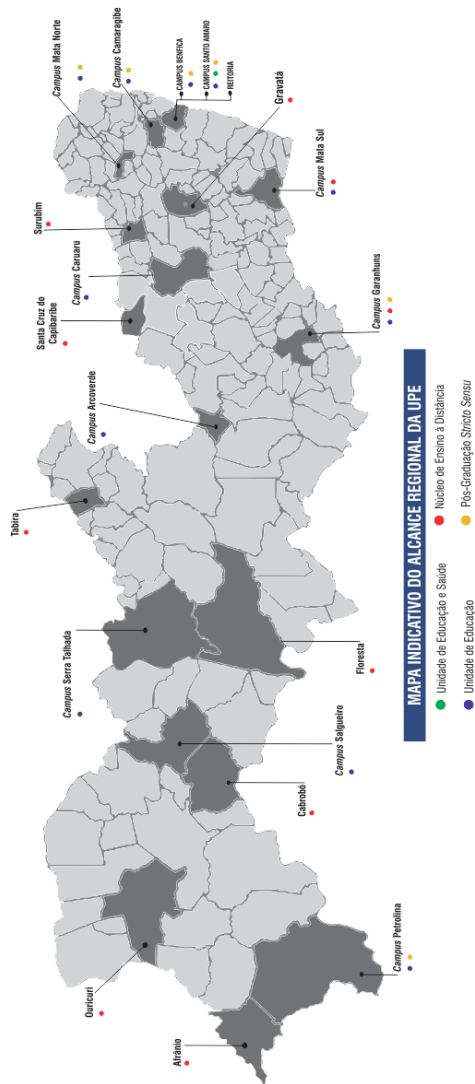 Afrânio
Ouricuri
Campus Petrolina
Cabrobó
Campus Salgueiro
Campus Serra Talhada
Floresta
Tabira
Campus Arcoverde
Santa Cruz do
Capibaribe
Campus Caruaru
Surubim
Campus Garanhuns
Campus Mata Norte
Campus Camaragibe
CAMPUS BENFICA
CAMPUS SANTO AMARO
REITORIA
Gravatá
Campus Mata Sul
MAPA INDICATIVO DO ALCANCE REGIONAL DA UPE
Unidade de Educação e Saúde
Núcleo de Ensino à Distância
Unidade de Educação
Pós-Graduação Stricto Sensu